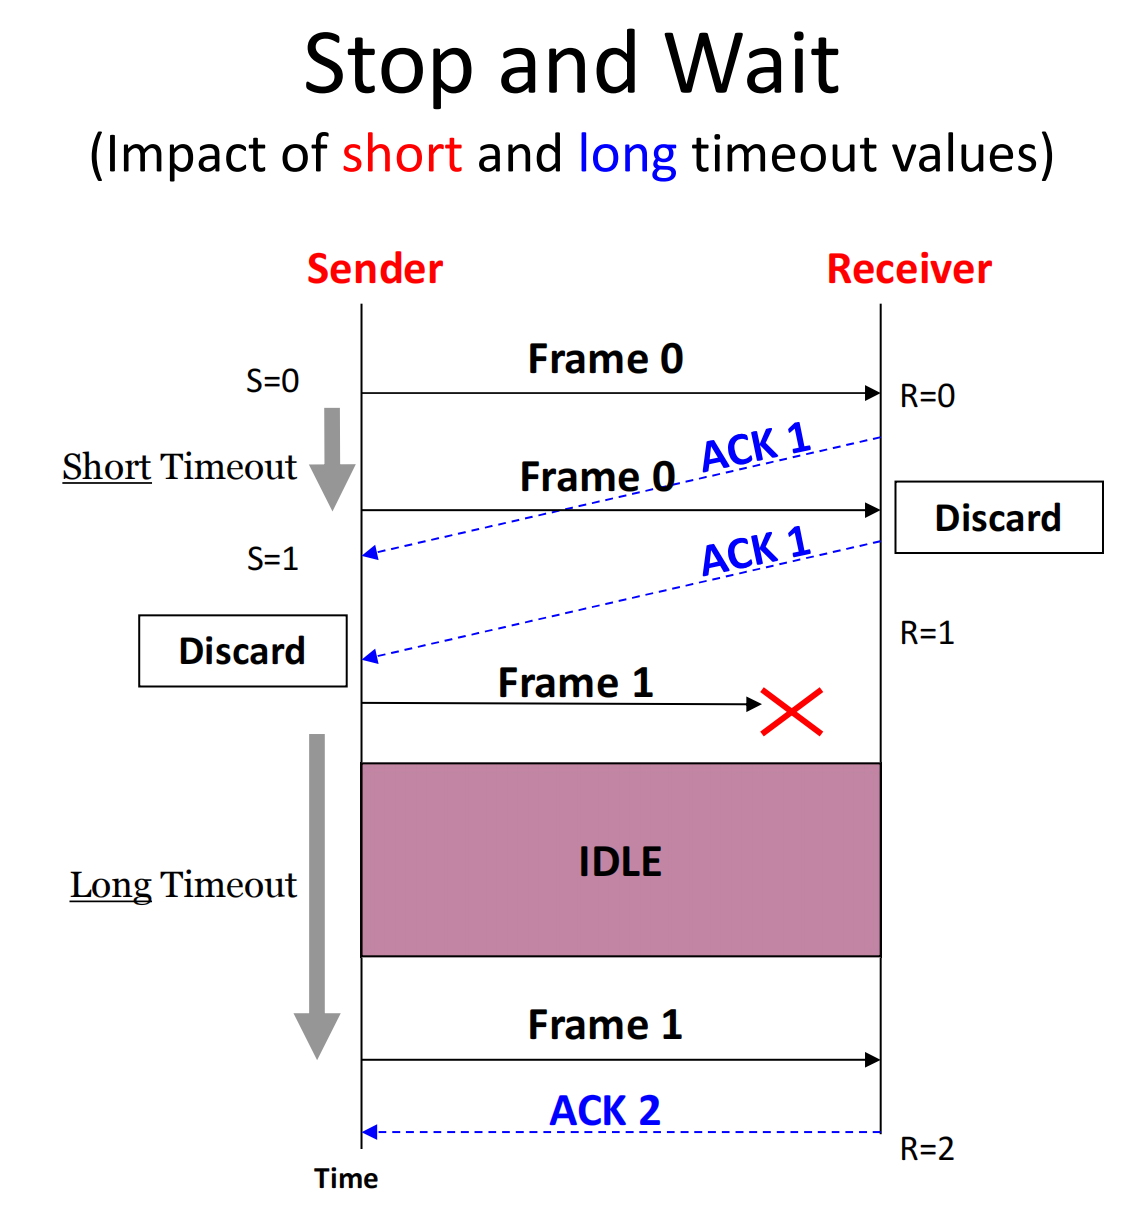 Stop and Wait
(Impact of short and long timeout values)
Sender
Receiver
Frame 0
S=0
R=0
ACK 1
Short Timeout
Frame 0
Discard
S=1
ACK 1
R=1
Discard
Frame 1
IDLE
Long Timeout
Frame 1
ACK 2
R=2
Time